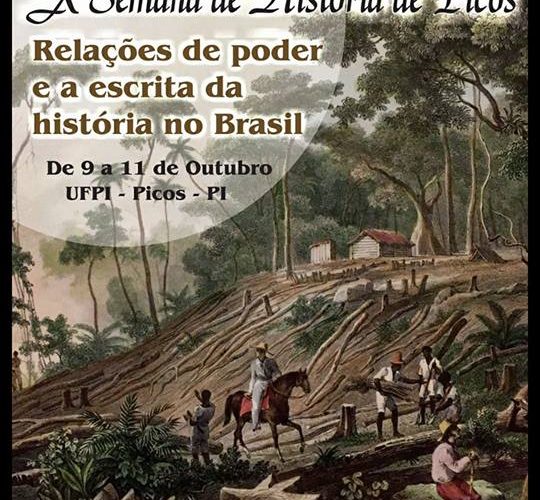 A Semana de História de Picos
Relações de poder
e a escrita da
história no Brasil
De 9 a 11 de Outubro
UFPI - Picos - PI